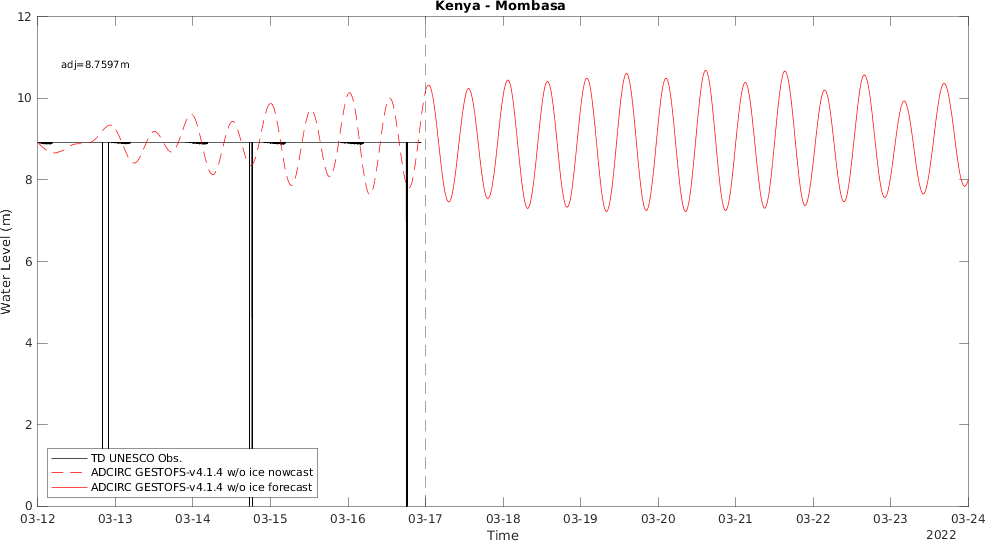 Kenya - Mombasa
adj=8.7597m
12
10
8
6
4
2
0
Water Level (m)
TD UNESCO Obs.
ADCIRC GESTOFS-v4.1.4 w/o ice nowcast
ADCIRC GESTOFS-v4.1.4 w/o ice forecast
03-12 03-13 03-14 03-15 03-16 03-17 03-18 03-19 03-20 03-21 03-22 03-23 03-24
Time
2022